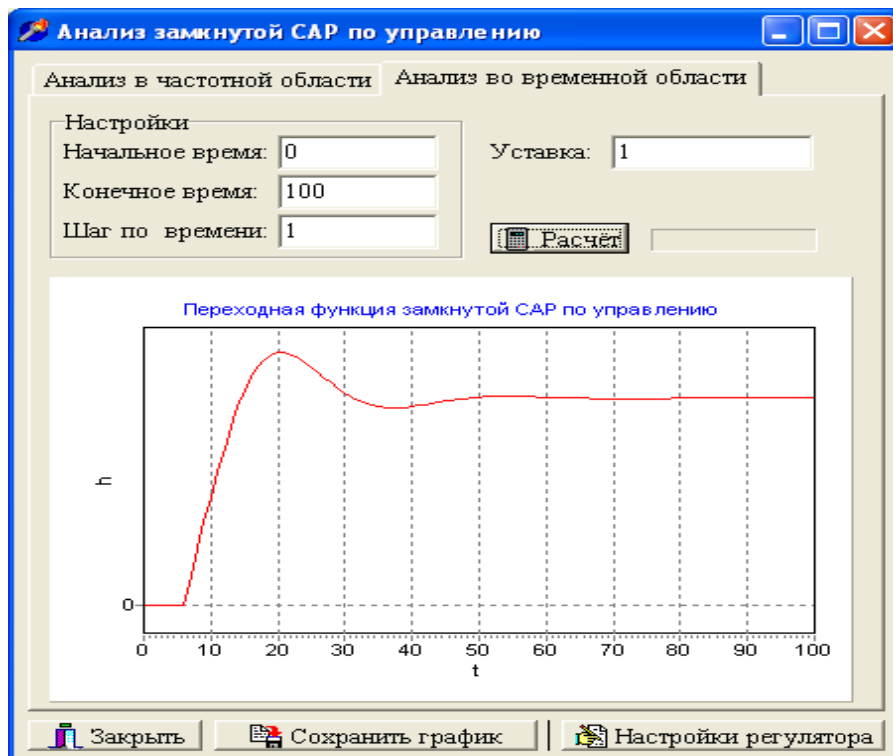 Анализ замкнутой САР по управлению
Анализ в частотной области Анализ во временной области
Настройки
Начальное время: 0
Уставка: 1
Конечное время: 100
Шаг по времени: 1
Расчёт
Переходная функция замкнутой САР по управлению
h
0
0 10 20 30 40 50 60 70 80 90 100
t
Закрыть Сохранить график Настройки регулятора